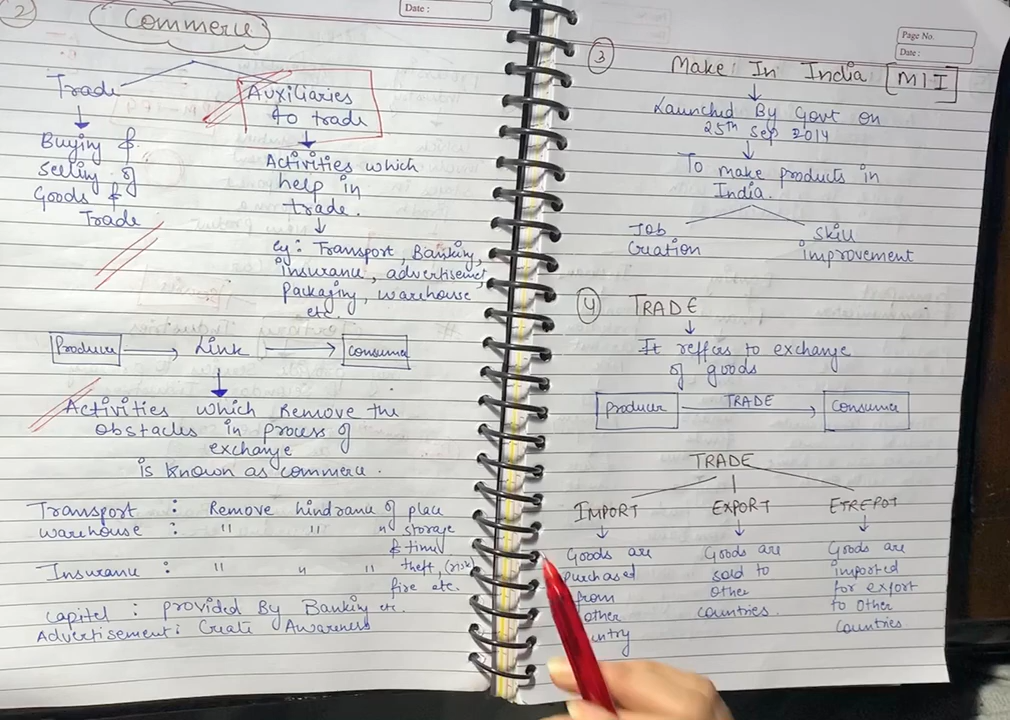 2
Commerce
Date :
Trade
Auxiliaries
to trade
Buying &
Selling of
Goods &
Trade
Activities which
help in
trade.
eg: Transport, Banking,
insurance, advertisemet,
Packaging, warehouse
etc.
Producer
Link
Consumer
Activities which Remove the
obstacles in process of
exchange
is known as commerce.
Transport : Remove hindrane of place
warehouse : " " " storage
& time
Insurance : " " " theft, (risk)
fire etc.
capital : provided By Banking etc.
Advertisement : Create Awareness
Page No.
Date :
3
Make In India [MII]
Launched By Govt on
25th Sep 2014
To make products in
India.
Job
Creation
Skill
improvement
4
TRADE
It reffers to exchange
of goods
producer
TRADE
Consumer
TRADE
IMPORT
EXPORT
ETREPOT
Goods are
purchased
from
other
untry
Goods are
sold to
other
countries.
Goods are
imported
for export
to other
countries